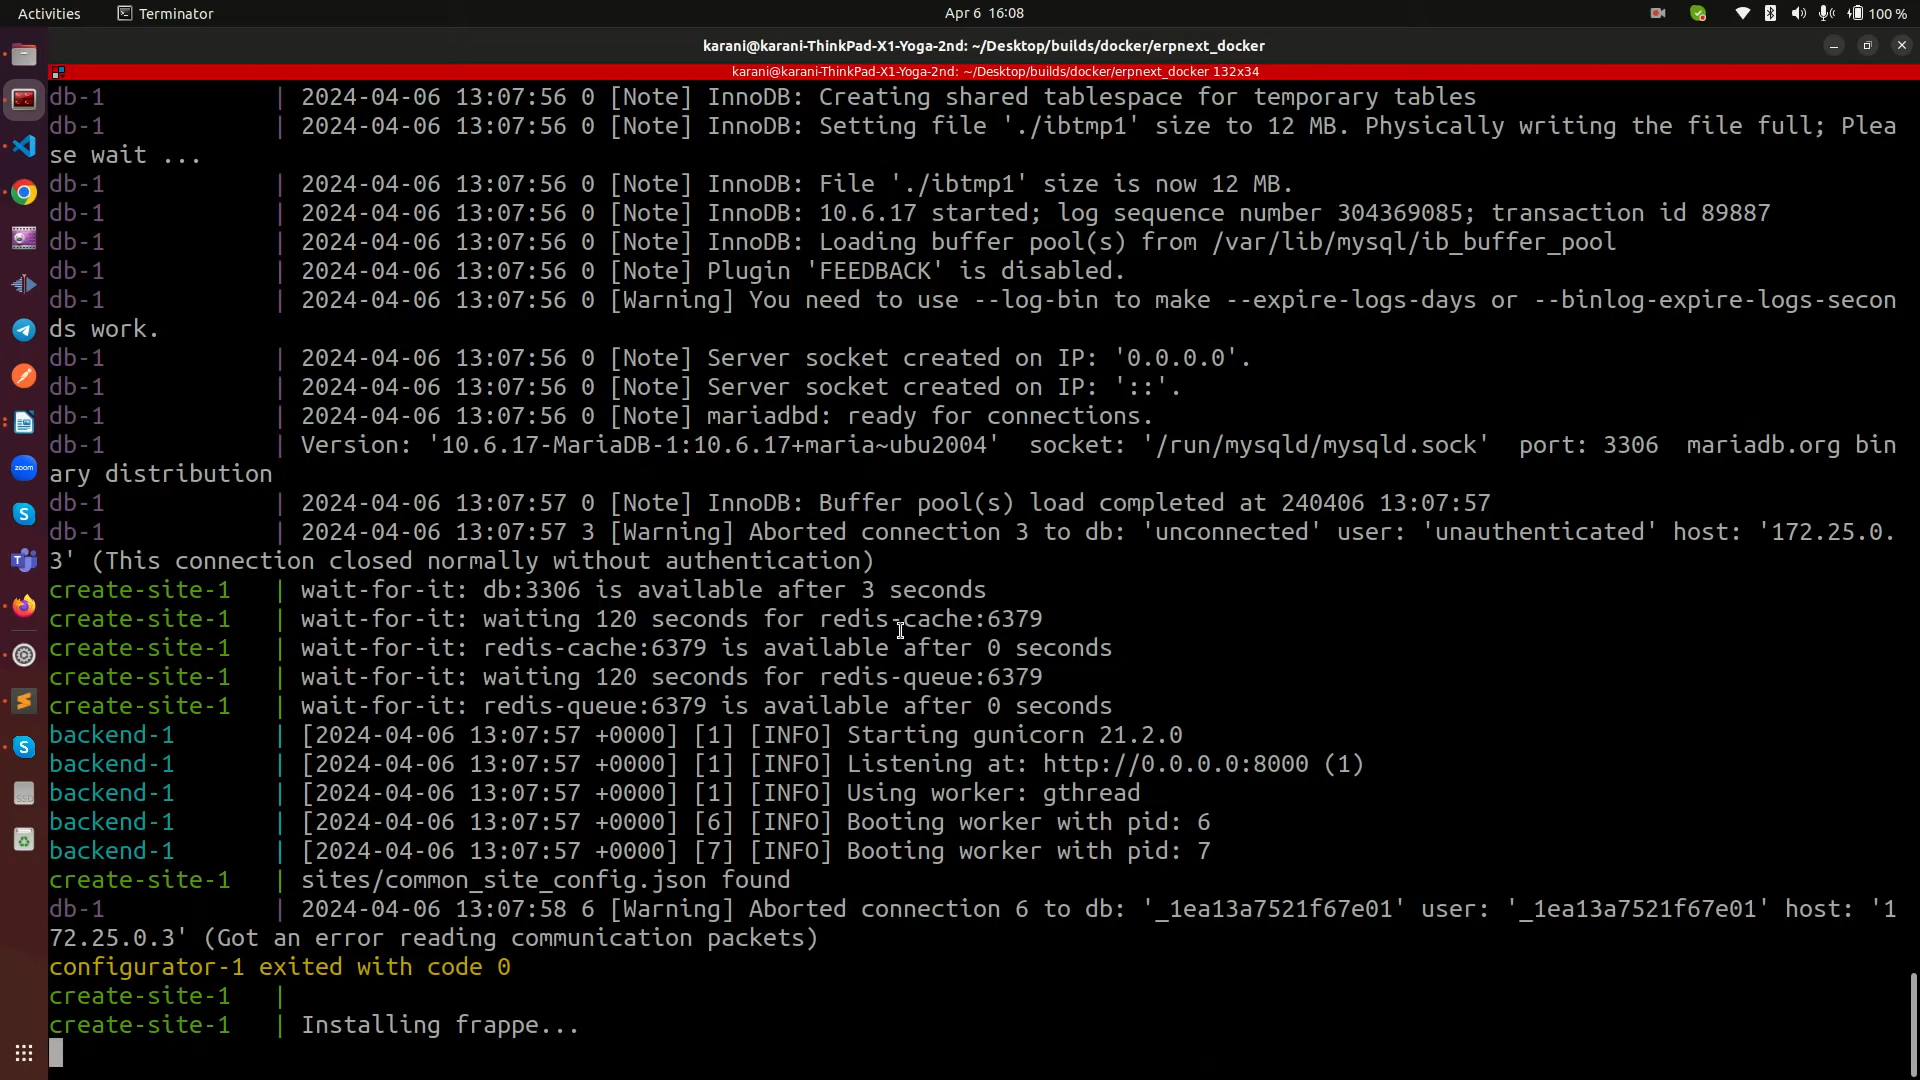 Activities Terminator Apr 6 16:08 100 %
karani@karani-ThinkPad-X1-Yoga-2nd: ~/Desktop/builds/docker/erpnext_docker
karani@karani-ThinkPad-X1-Yoga-2nd: ~/Desktop/builds/docker/erpnext_docker 132x34
db-1 | 2024-04-06 13:07:56 0 [Note] InnoDB: Creating shared tablespace for temporary tables
db-1 | 2024-04-06 13:07:56 0 [Note] InnoDB: Setting file './ibtmp1' size to 12 MB. Physically writing the file full; Plea
se wait ...
db-1 | 2024-04-06 13:07:56 0 [Note] InnoDB: File './ibtmp1' size is now 12 MB.
db-1 | 2024-04-06 13:07:56 0 [Note] InnoDB: 10.6.17 started; log sequence number 304369085; transaction id 89887
db-1 | 2024-04-06 13:07:56 0 [Note] InnoDB: Loading buffer pool(s) from /var/lib/mysql/ib_buffer_pool
db-1 | 2024-04-06 13:07:56 0 [Note] Plugin 'FEEDBACK' is disabled.
db-1 | 2024-04-06 13:07:56 0 [Warning] You need to use --log-bin to make --expire-logs-days or --binlog-expire-logs-secon
ds work.
db-1 | 2024-04-06 13:07:56 0 [Note] Server socket created on IP: '0.0.0.0'.
db-1 | 2024-04-06 13:07:56 0 [Note] Server socket created on IP: '::'.
db-1 | 2024-04-06 13:07:56 0 [Note] mariadbd: ready for connections.
db-1 | Version: '10.6.17-MariaDB-1:10.6.17+maria~ubu2004' socket: '/run/mysqld/mysqld.sock' port: 3306 mariadb.org bin
ary distribution
db-1 | 2024-04-06 13:07:57 0 [Note] InnoDB: Buffer pool(s) load completed at 240406 13:07:57
db-1 | 2024-04-06 13:07:57 3 [Warning] Aborted connection 3 to db: 'unconnected' user: 'unauthenticated' host: '172.25.0.
3' (This connection closed normally without authentication)
create-site-1 | wait-for-it: db:3306 is available after 3 seconds
create-site-1 | wait-for-it: waiting 120 seconds for redis-cache:6379
create-site-1 | wait-for-it: redis-cache:6379 is available after 0 seconds
create-site-1 | wait-for-it: waiting 120 seconds for redis-queue:6379
create-site-1 | wait-for-it: redis-queue:6379 is available after 0 seconds
backend-1 | [2024-04-06 13:07:57 +0000] [1] [INFO] Starting gunicorn 21.2.0
backend-1 | [2024-04-06 13:07:57 +0000] [1] [INFO] Listening at: http://0.0.0.0:8000 (1)
backend-1 | [2024-04-06 13:07:57 +0000] [1] [INFO] Using worker: gthread
backend-1 | [2024-04-06 13:07:57 +0000] [6] [INFO] Booting worker with pid: 6
backend-1 | [2024-04-06 13:07:57 +0000] [7] [INFO] Booting worker with pid: 7
create-site-1 | sites/common_site_config.json found
db-1 | 2024-04-06 13:07:58 6 [Warning] Aborted connection 6 to db: '_1ea13a7521f67e01' user: '_1ea13a7521f67e01' host: '1
72.25.0.3' (Got an error reading communication packets)
configurator-1 exited with code 0
create-site-1 |
create-site-1 | Installing frappe...
zoom
SSD